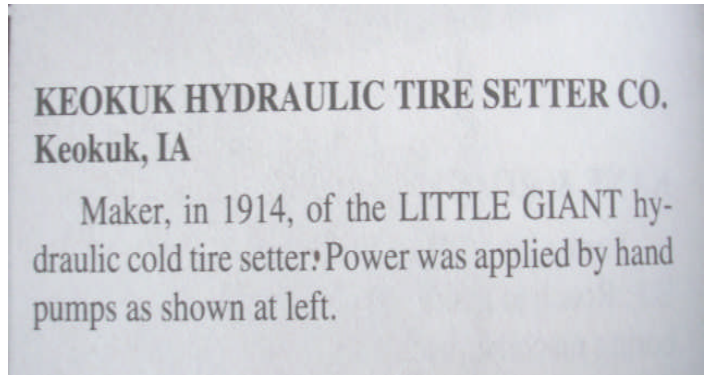 KEOKUK HYDRAULIC TIRE SETTER CO.
Keokuk, IA
Maker, in 1914, of the LITTLE GIANT hy-
draulic cold tire setter. Power was applied by hand
pumps as shown at left.